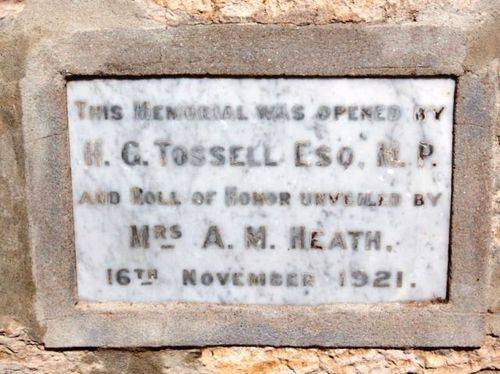 THIS MEMORIAL WAS OPENED BY
H. G. TOSSELL ESQ. M.P.
AND ROLL OF HONOR UNVEILED BY
MRS A. M. HEATH.
16TH NOVEMBER 1921.